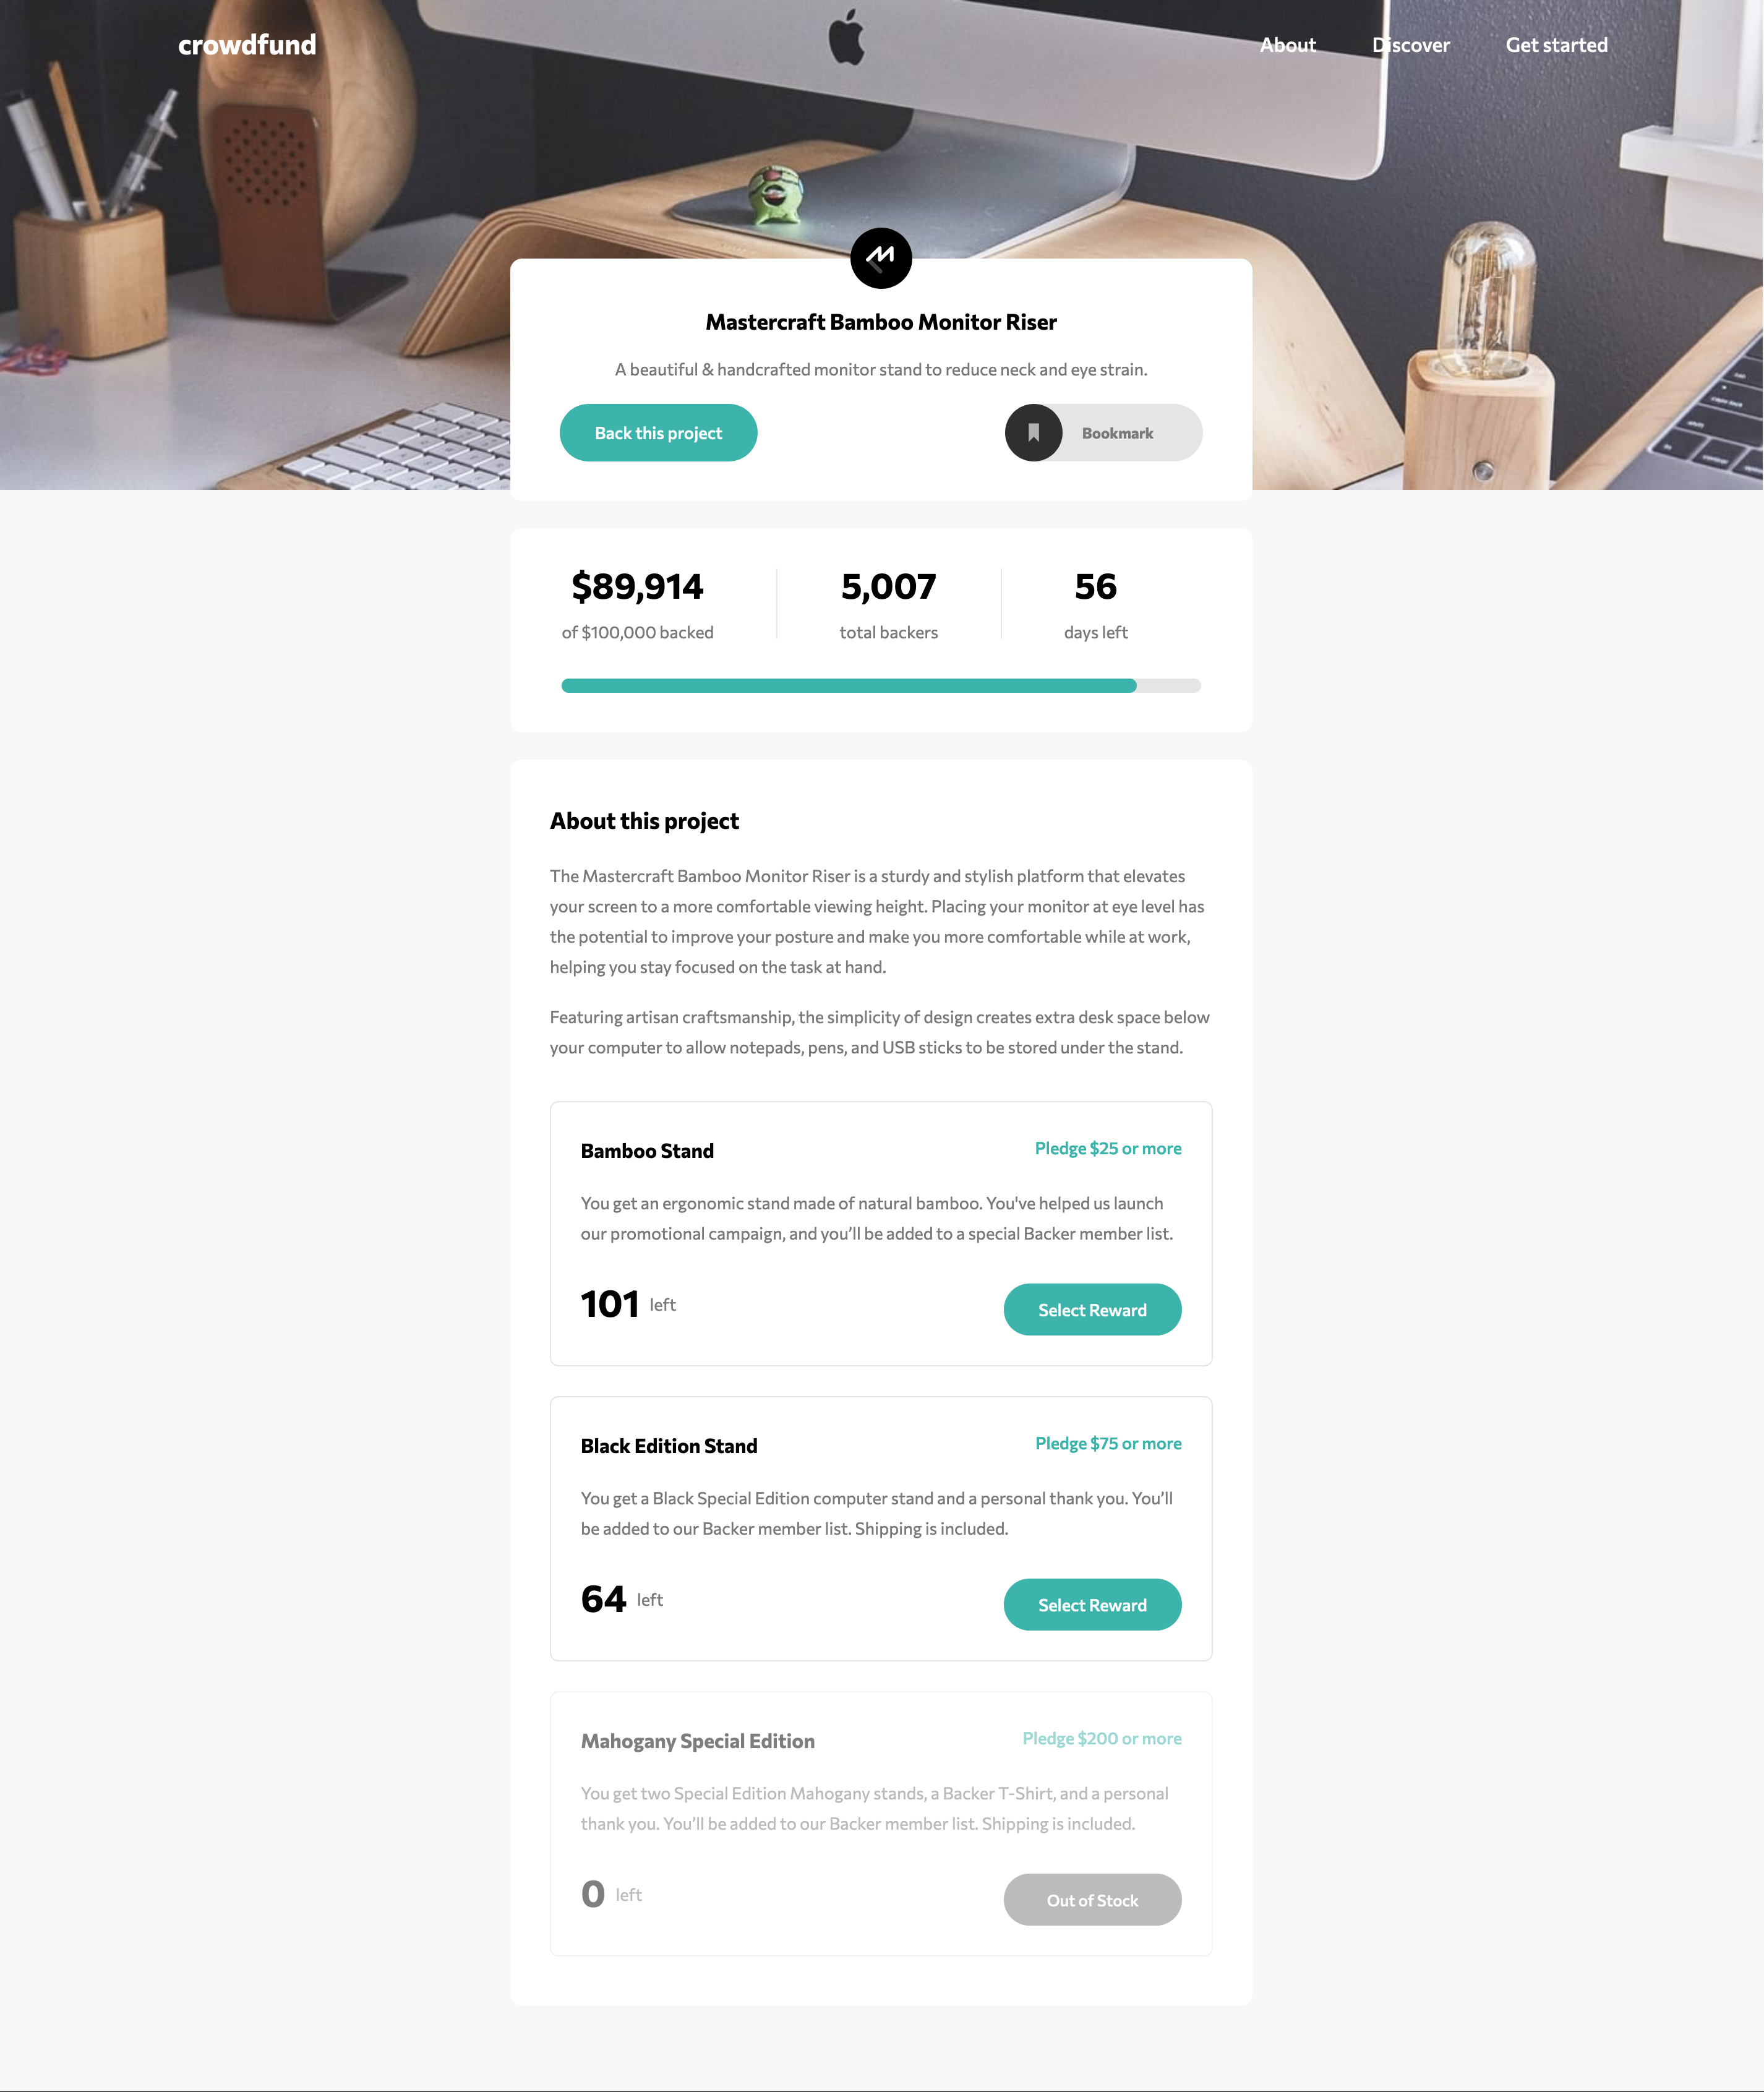 crowdfund
About
Discover
Get started
Mastercraft Bamboo Monitor Riser
A beautiful & handcrafted monitor stand to reduce neck and eye strain.
Back this project
Bookmark
$89,914
of $100,000 backed
5,007
total backers
56
days left
About this project
The Mastercraft Bamboo Monitor Riser is a sturdy and stylish platform that elevates
your screen to a more comfortable viewing height. Placing your monitor at eye level has
the potential to improve your posture and make you more comfortable while at work,
helping you stay focused on the task at hand.
Featuring artisan craftsmanship, the simplicity of design creates extra desk space below
your computer to allow notepads, pens, and USB sticks to be stored under the stand.
Bamboo Stand
Pledge $25 or more
You get an ergonomic stand made of natural bamboo. You've helped us launch
our promotional campaign, and you’ll be added to a special Backer member list.
101 left
Select Reward
Black Edition Stand
Pledge $75 or more
You get a Black Special Edition computer stand and a personal thank you. You’ll
be added to our Backer member list. Shipping is included.
64 left
Select Reward
Mahogany Special Edition
Pledge $200 or more
You get two Special Edition Mahogany stands, a Backer T-Shirt, and a personal
thank you. You’ll be added to our Backer member list. Shipping is included.
0 left
Out of Stock